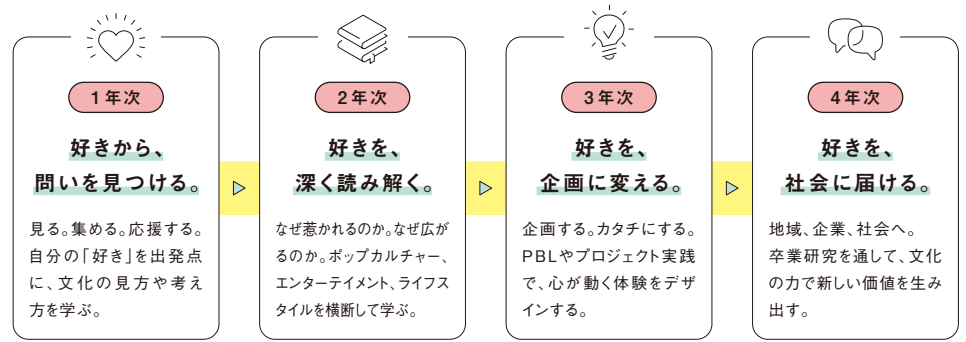 1年次
好きから、
問いを見つける。
見る。集める。応援する。
自分の「好き」を出発点
に、文化の見方や考え
方を学ぶ。
2年次
好きを、
深く読み解く。
なぜ惹かれるのか。なぜ広が
るのか。ポップカルチャー、
エンターテイメント、ライフス
タイルを横断して学ぶ。
3年次
好きを、
企画に変える。
企画する。カタチにする。
PBLやプロジェクト実践
で、心が動く体験をデザ
インする。
4年次
好きを、
社会に届ける。
地域、企業、社会へ。
卒業研究を通して、文化
の力で新しい価値を生み
出す。